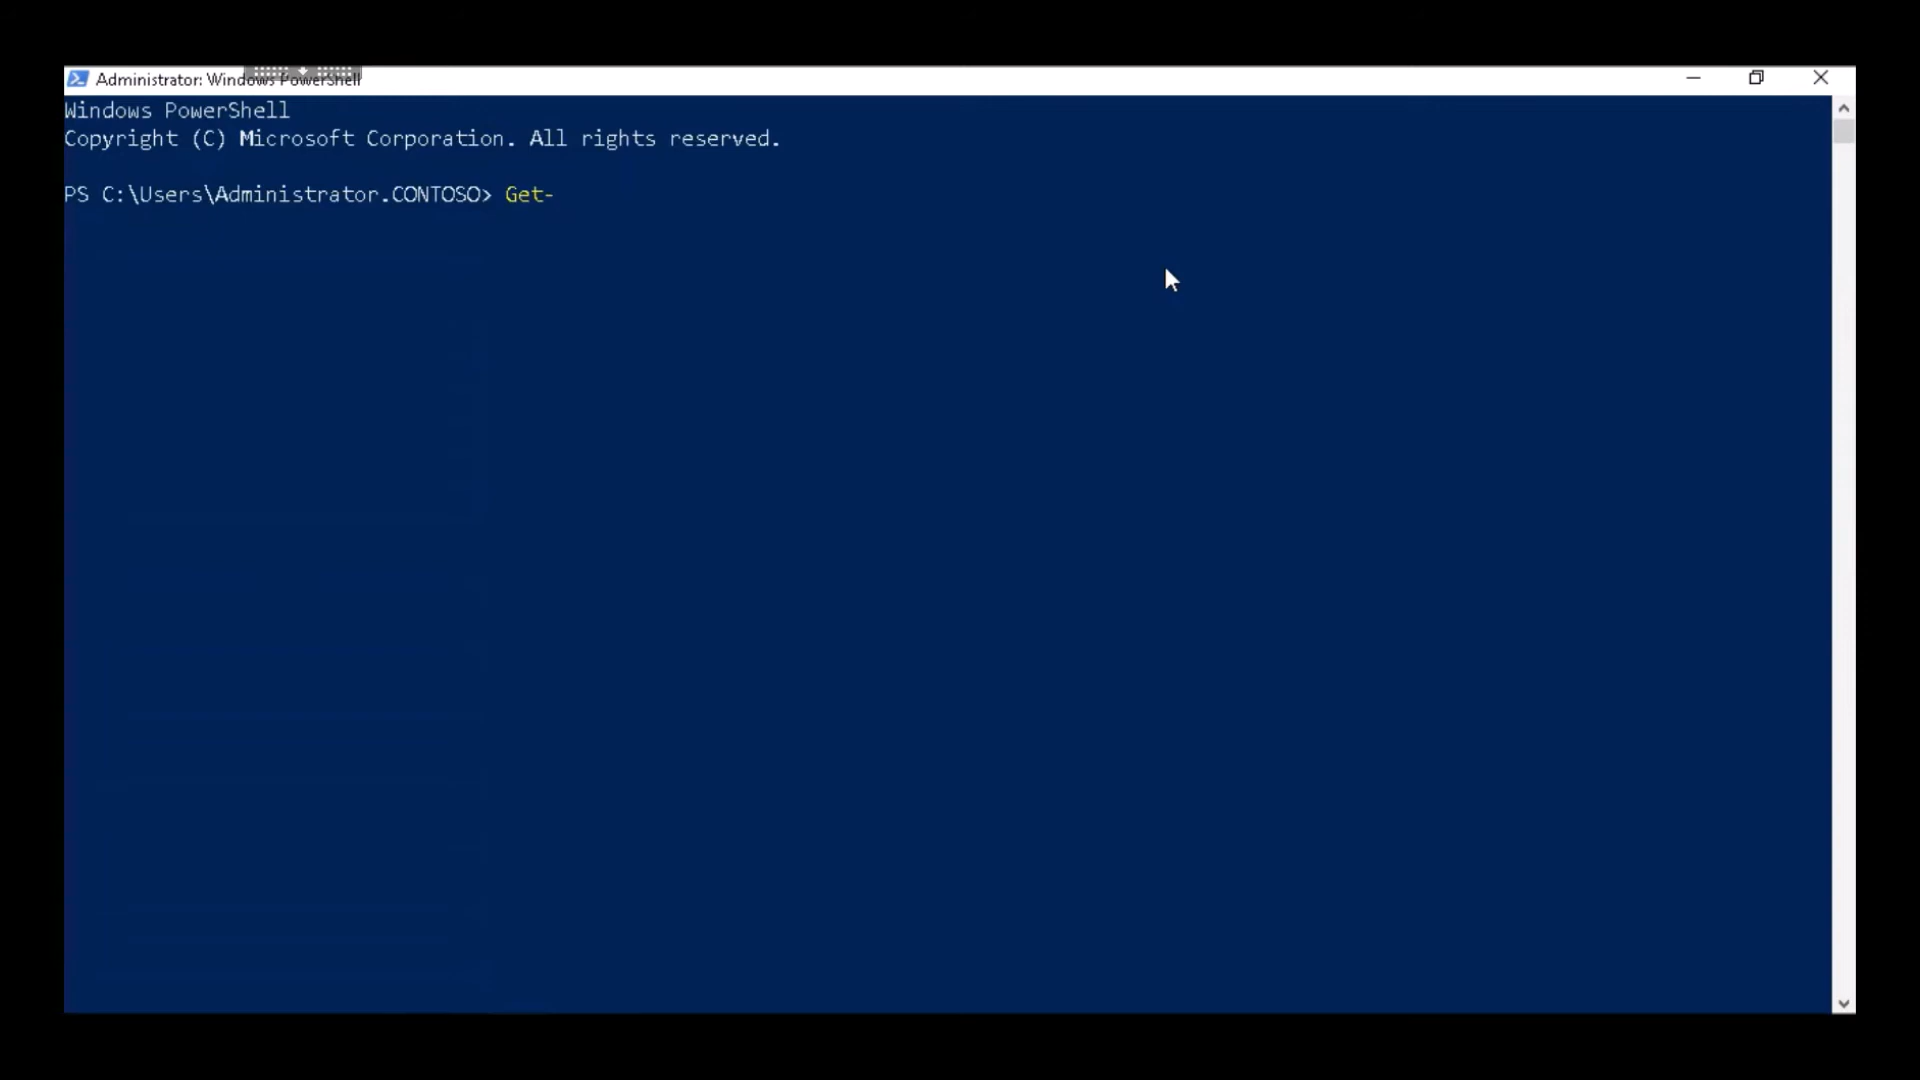 Administrator: Windows PowerShell
Windows PowerShell
Copyright (C) Microsoft Corporation. All rights reserved.
PS C:\Users\Administrator.CONTOSO> Get-